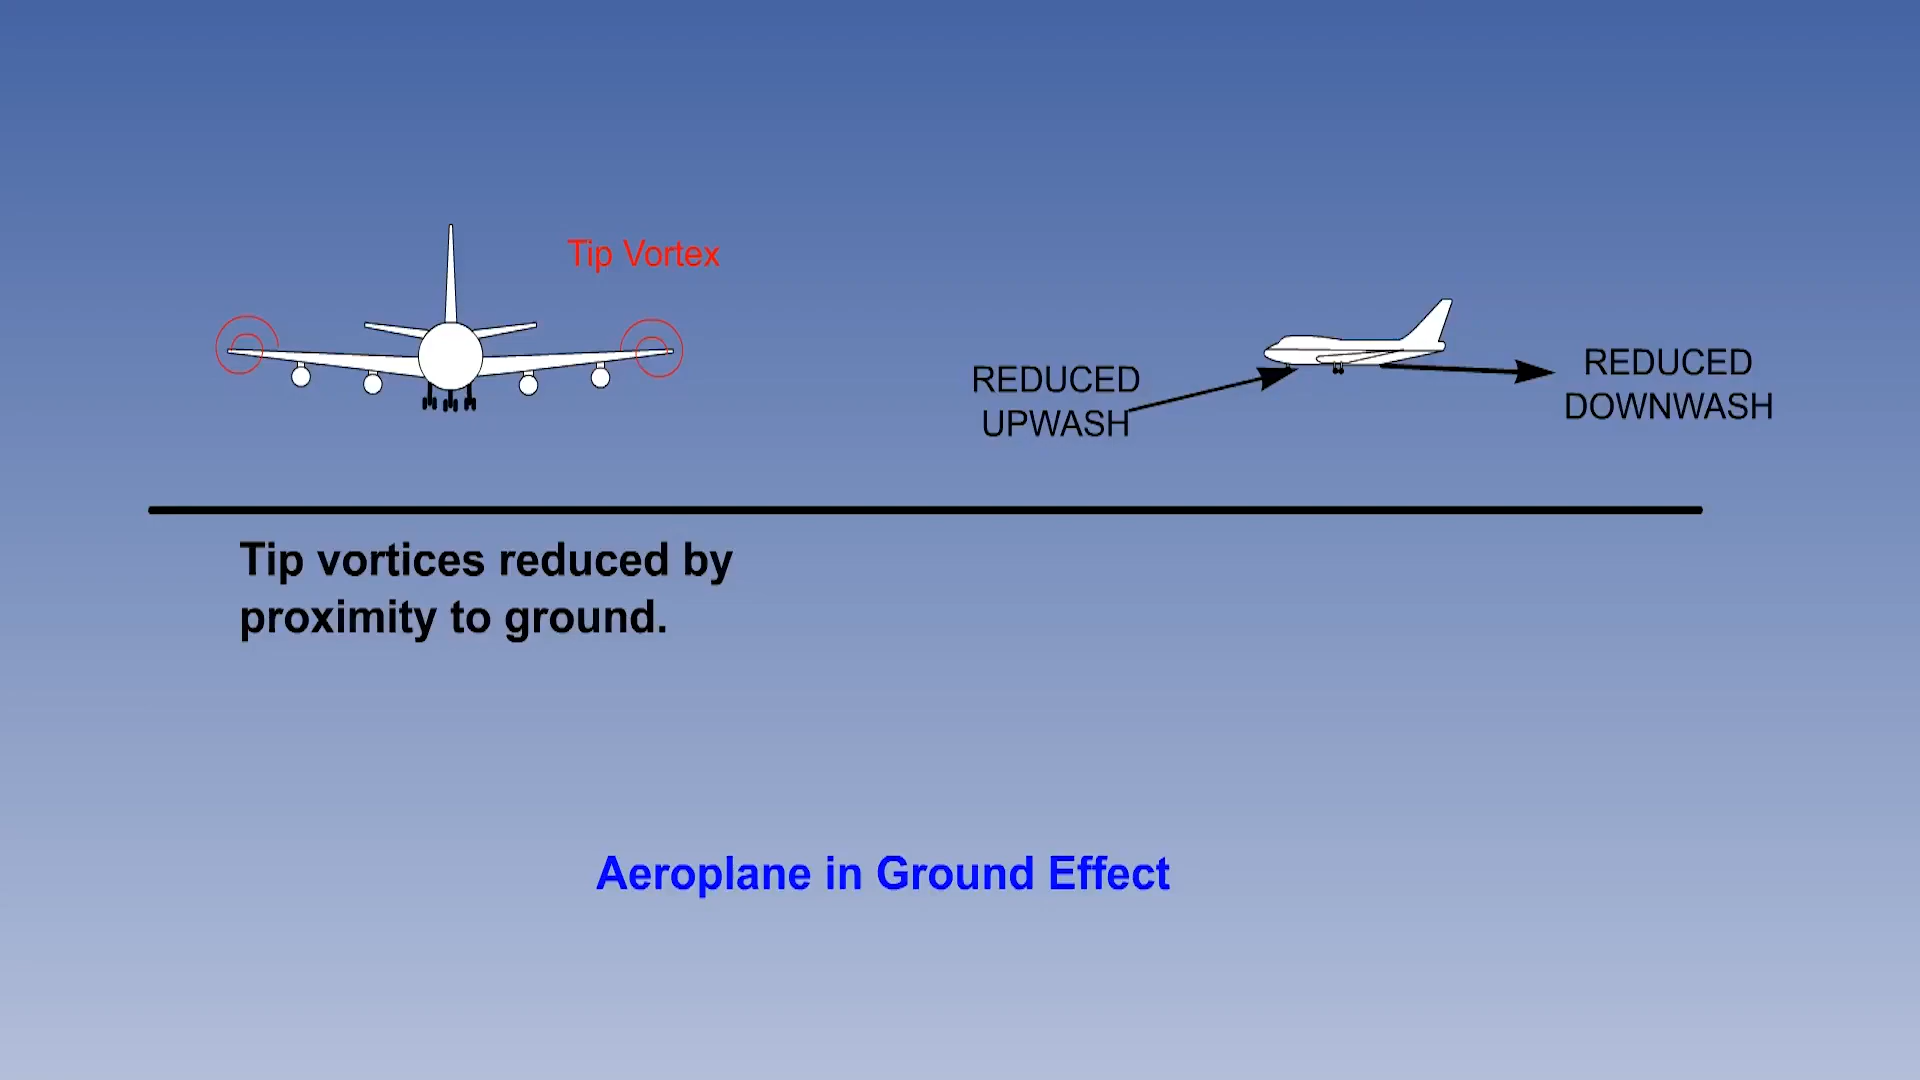 Tip Vortex
REDUCED
UPWASH
REDUCED
DOWNWASH
Tip vortices reduced by
proximity to ground.
Aeroplane in Ground Effect